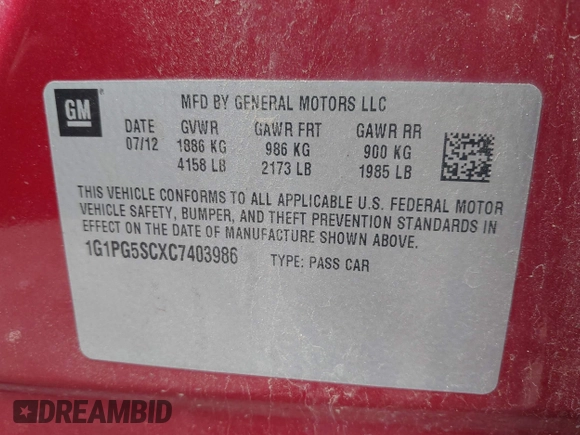 GM
MFD BY GENERAL MOTORS LLC
DATE GVWR GAWR FRT GAWR RR
07/12 1886 KG 986 KG 900 KG
4158 LB 2173 LB 1985 LB
THIS VEHICLE CONFORMS TO ALL APPLICABLE U.S. FEDERAL MOTOR
VEHICLE SAFETY, BUMPER, AND THEFT PREVENTION STANDARDS IN
EFFECT ON THE DATE OF MANUFACTURE SHOWN ABOVE.
1G1PG5SCXC7403986 TYPE: PASS CAR
DREAMBID